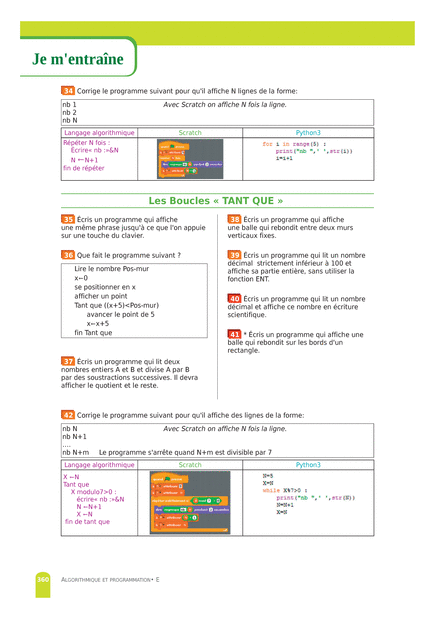 Je m'entraîne
34 Corrige le programme suivant pour qu'il affiche N lignes de la forme:
nb 1 Avec Scratch on affiche N fois la ligne.
nb 2
nb N
Langage algorithmique Scratch Python3
Répéter N fois :
Écrire« nb :»&N
N ←N+1
fin de répéter
for i in range(5) :
print("nb ",' ',str(i))
i=i+1
Les Boucles « TANT QUE »
35 Écris un programme qui affiche
une même phrase jusqu'à ce que l'on appuie
sur une touche du clavier.
36 Que fait le programme suivant ?
Lire le nombre Pos-mur
x←0
se positionner en x
afficher un point
Tant que ((x+5)<Pos-mur)
avancer le point de 5
x←x+5
fin Tant que
37 Écris un programme qui lit deux
nombres entiers A et B et divise A par B
par des soustractions successives. Il devra
afficher le quotient et le reste.
38 Écris un programme qui affiche
une balle qui rebondit entre deux murs
verticaux fixes.
39 Écris un programme qui lit un nombre
décimal strictement inférieur à 100 et
affiche sa partie entière, sans utiliser la
fonction ENT.
40 Écris un programme qui lit un nombre
décimal et affiche ce nombre en écriture
scientifique.
41 * Écris un programme qui affiche une
balle qui rebondit sur les bords d'un
rectangle.
42 Corrige le programme suivant pour qu'il affiche des lignes de la forme:
nb N Avec Scratch on affiche N fois la ligne.
nb N+1
....
nb N+m Le programme s'arrête quand N+m est divisible par 7
Langage algorithmique Scratch Python3
X ←N
Tant que
X modulo7>0 :
écrire« nb :»&N
N ←N+1
X ←N
fin de tant que
N=5
X=N
while X%7>0 :
print("nb ",' ',str(N))
N=N+1
X=N
360 ALGORITHMIQUE ET PROGRAMMATION• E